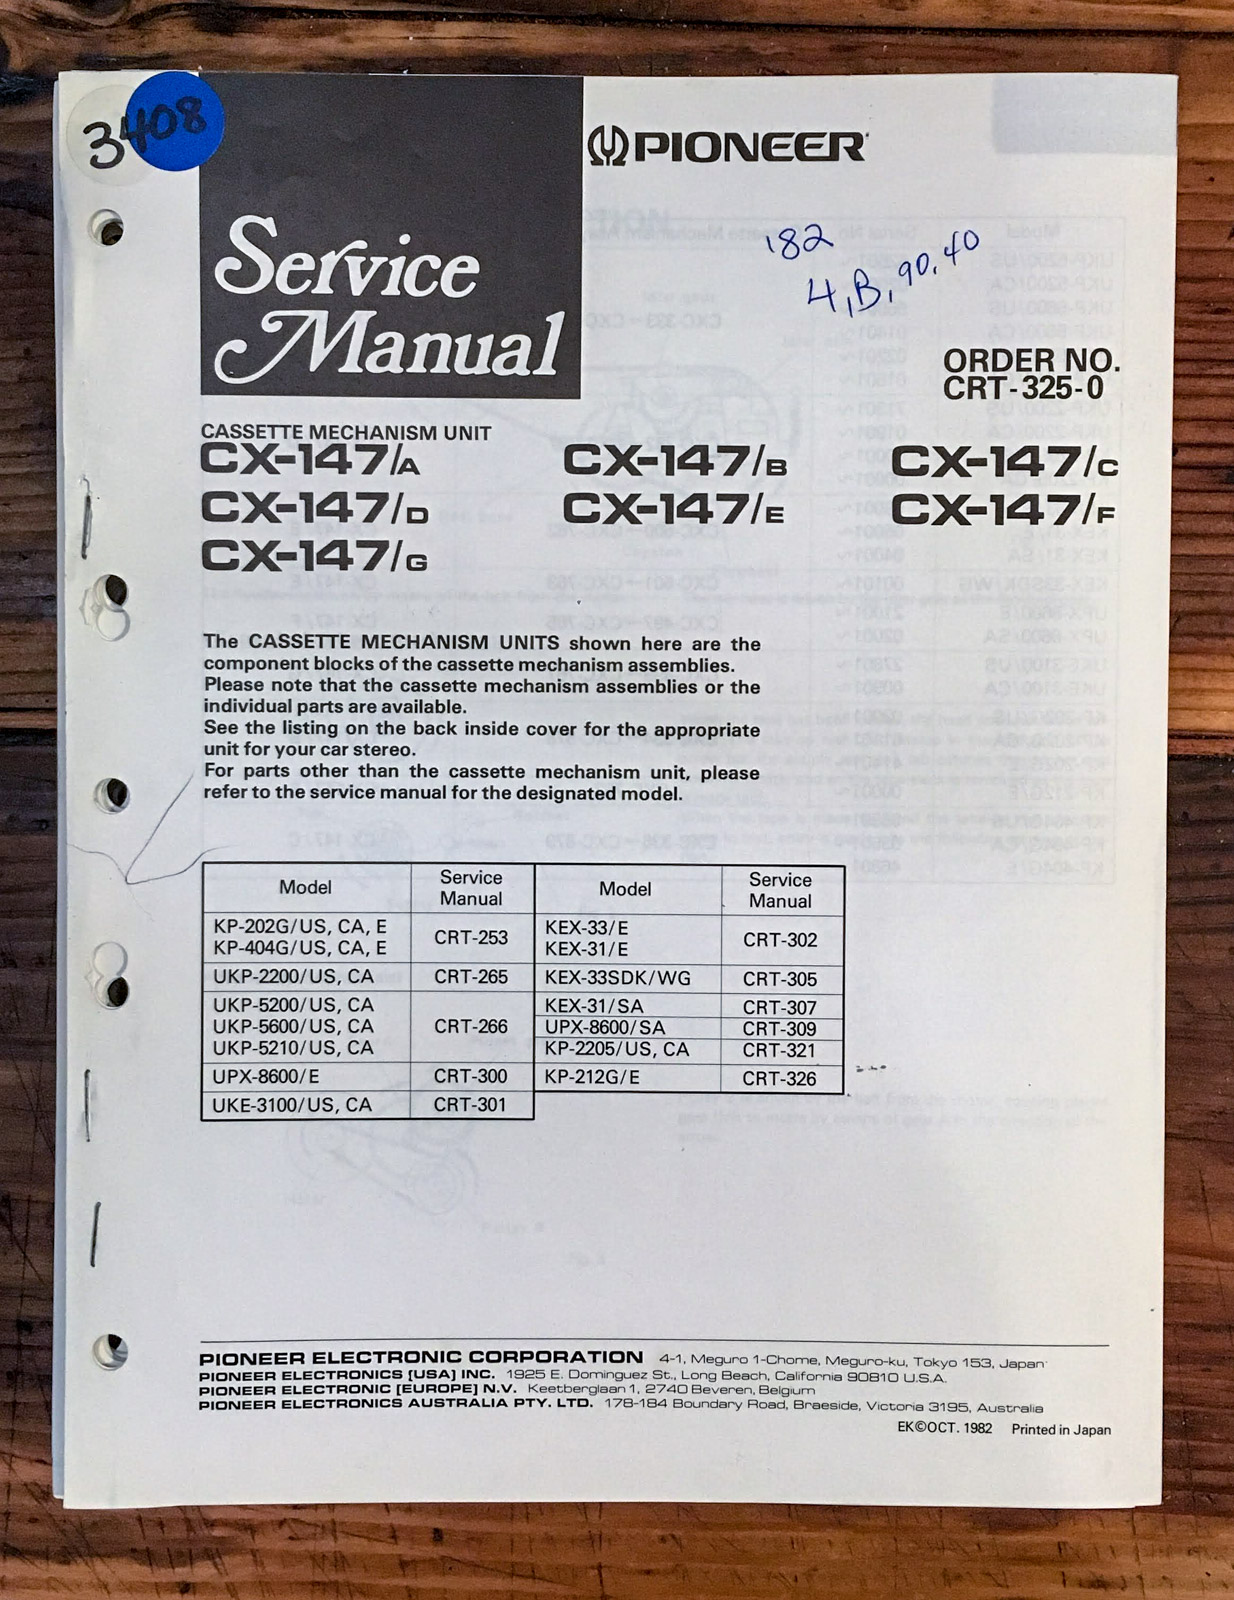 3408
PIONEER
Service
Manual
'82
4, B, 90, 40
ORDER NO.
CRT-325-0
CASSETTE MECHANISM UNIT
CX-147/A CX-147/B CX-147/C
CX-147/D CX-147/E CX-147/F
CX-147/G
The CASSETTE MECHANISM UNITS shown here are the
component blocks of the cassette mechanism assemblies.
Please note that the cassette mechanism assemblies or the
individual parts are available.
See the listing on the back inside cover for the appropriate
unit for your car stereo.
For parts other than the cassette mechanism unit, please
refer to the service manual for the designated model.
Model Service Manual Model Service Manual
KP-202G/US, CA, E
KP-404G/US, CA, E CRT-253
UKP-2200/US, CA CRT-265
UKP-5200/US, CA
UKP-5600/US, CA CRT-266
UKP-5210/US, CA
UPX-8600/E CRT-300
UKE-3100/US, CA CRT-301
KEX-33/E
KEX-31/E CRT-302
KEX-33SDK/WG CRT-305
KEX-31/SA CRT-307
UPX-8600/SA CRT-309
KP-2205/US, CA CRT-321
KP-212G/E CRT-326
PIONEER ELECTRONIC CORPORATION 4-1, Meguro 1-Chome, Meguro-ku, Tokyo 153, Japan
PIONEER ELECTRONICS [USA] INC. 1925 E. Dominguez St., Long Beach, California 90810 U.S.A.
PIONEER ELECTRONIC [EUROPE] N.V. Keetberglaan 1, 2740 Beveren, Belgium
PIONEER ELECTRONICS AUSTRALIA PTY. LTD. 178-184 Boundary Road, Braeside, Victoria 3195, Australia
EK©OCT. 1982 Printed in Japan